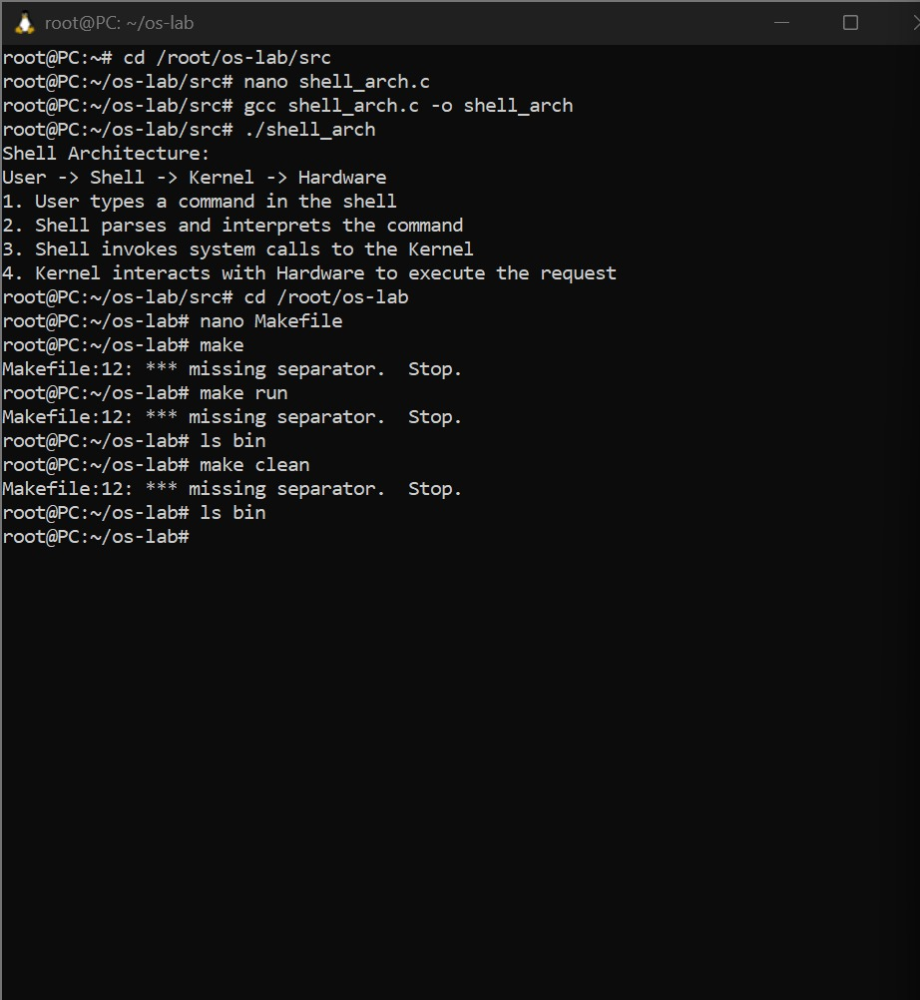 root@PC: ~/os-lab
root@PC:~# cd /root/os-lab/src
root@PC:~/os-lab/src# nano shell_arch.c
root@PC:~/os-lab/src# gcc shell_arch.c -o shell_arch
root@PC:~/os-lab/src# ./shell_arch
Shell Architecture:
User -> Shell -> Kernel -> Hardware
1. User types a command in the shell
2. Shell parses and interprets the command
3. Shell invokes system calls to the Kernel
4. Kernel interacts with Hardware to execute the request
root@PC:~/os-lab/src# cd /root/os-lab
root@PC:~/os-lab# nano Makefile
root@PC:~/os-lab# make
Makefile:12: *** missing separator.  Stop.
root@PC:~/os-lab# make run
Makefile:12: *** missing separator.  Stop.
root@PC:~/os-lab# ls bin
root@PC:~/os-lab# make clean
Makefile:12: *** missing separator.  Stop.
root@PC:~/os-lab# ls bin
root@PC:~/os-lab#